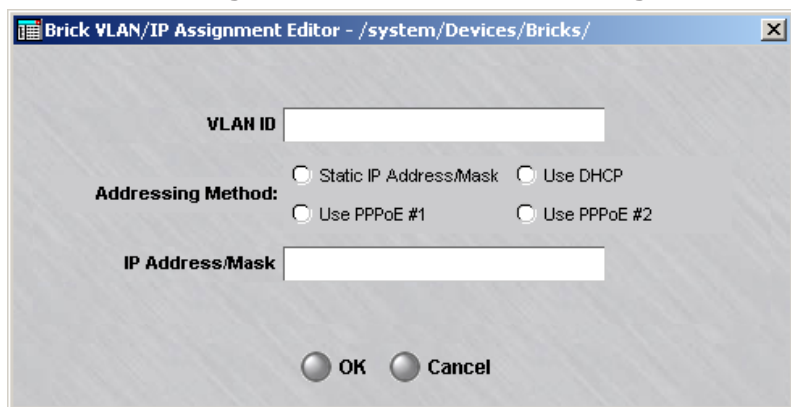 Brick VLAN/IP Assignment Editor - /system/Devices/Bricks/
VLAN ID
Addressing Method:
Static IP Address/Mask Use DHCP
Use PPPoE #1 Use PPPoE #2
IP Address/Mask
OK Cancel